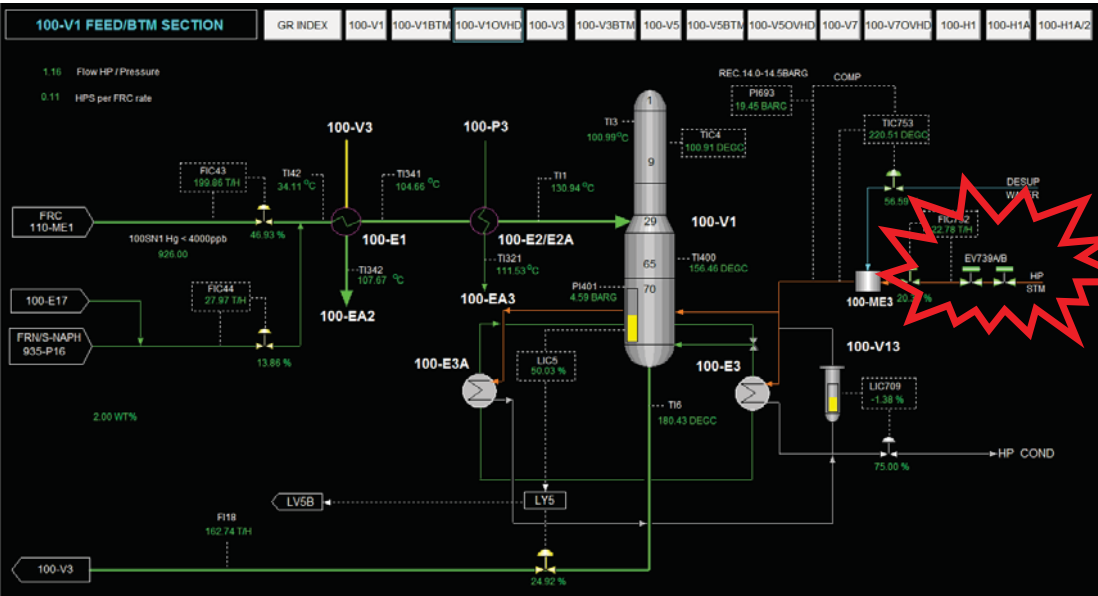 100-V1 FEED/BTM SECTION
GR INDEX
100-V1
100-V1BTM
100-V1OVHD
100-V3
100-V3BTM
100-V5
100-V5BTM
100-V5OVHD
100-V7
100-V7OVHD
100-H1
100-H1A
100-H1A/2
1.16 Flow HP / Pressure
0.11 HPS per FRC rate
REC.14.0-14.5BARG
COMP
PI693
19.45 BARG
TIC753
220.51 DEGC
1
TI3
100.99°C
TIC4
100.91 DEGC
9
100-V3
100-P3
FIC43
199.86 T/H
TI42
34.11 °C
TI341
104.66 °C
TI1
130.94 °C
DESUP
56.59
22.78 T/H
FRC
110-ME1
46.93 %
100SN1 Hg < 4000ppb
926.00
100-E1
100-E2/E2A
29
100-V1
EV739A/B
HP
STM
TI342
107.67 °C
TI321
111.53 °C
65
TI400
156.46 DEGC
100-ME3
FIC44
27.97 T/H
100-E17
100-EA2
100-EA3
PI401
4.59 BARG
70
FRN/S-NAPH
935-P16
13.86 %
100-E3A
LIC5
50.03 %
100-E3
100-V13
LIC709
-1.38 %
TI6
180.43 DEGC
2.00 WT%
HP COND
75.00 %
LV5B
LY5
FI18
162.74 T/H
100-V3
24.92 %